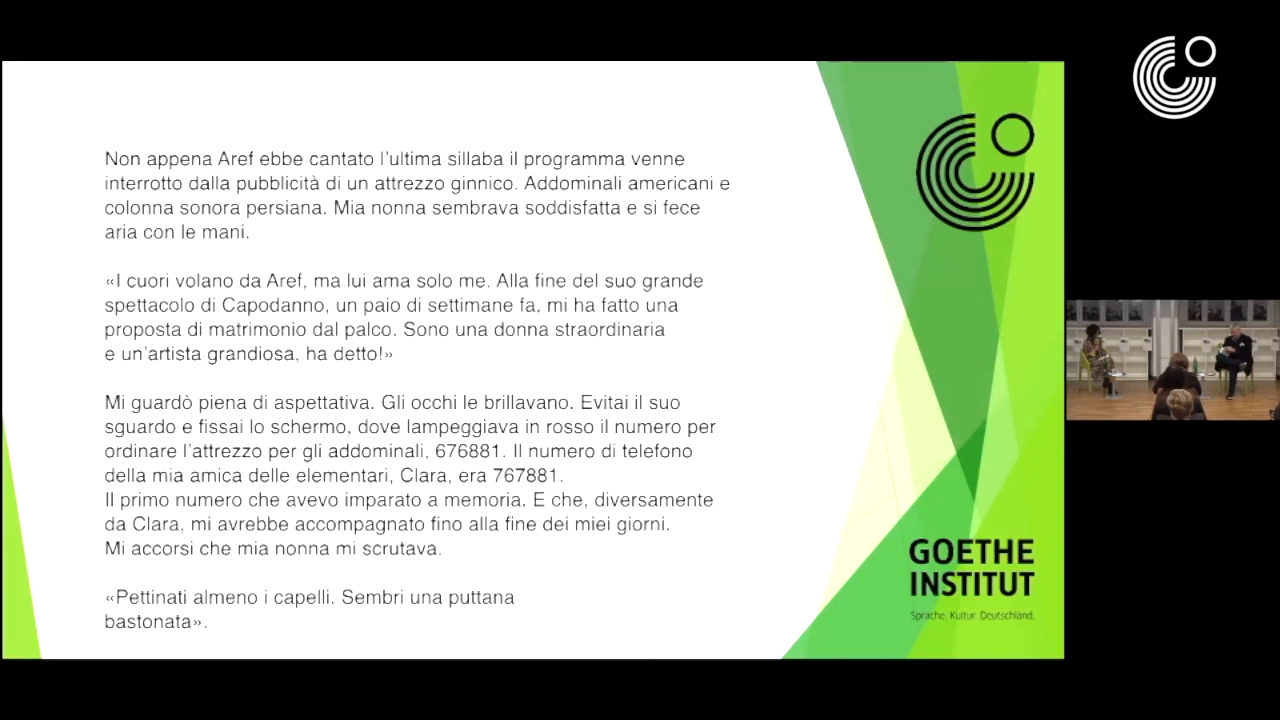 Non appena Aref ebbe cantato l'ultima sillaba il programma venne
interrotto dalla pubblicità di un attrezzo ginnico. Addominali americani e
colonna sonora persiana. Mia nonna sembrava soddisfatta e si fece
aria con le mani.
«I cuori volano da Aref, ma lui ama solo me. Alla fine del suo grande
spettacolo di Capodanno, un paio di settimane fa, mi ha fatto una
proposta di matrimonio dal palco. Sono una donna straordinaria
e un'artista grandiosa, ha detto!»
Mi guardò piena di aspettativa. Gli occhi le brillavano. Evitai il suo
sguardo e fissai lo schermo, dove lampeggiava in rosso il numero per
ordinare l'attrezzo per gli addominali, 676881. Il numero di telefono
della mia amica delle elementari, Clara, era 767881.
Il primo numero che avevo imparato a memoria. E che, diversamente
da Clara, mi avrebbe accompagnato fino alla fine dei miei giorni.
Mi accorsi che mia nonna mi scrutava.
«Pettinati almeno i capelli. Sembri una puttana
bastonata».
GOETHE
INSTITUT
Sprache. Kultur. Deutschland.